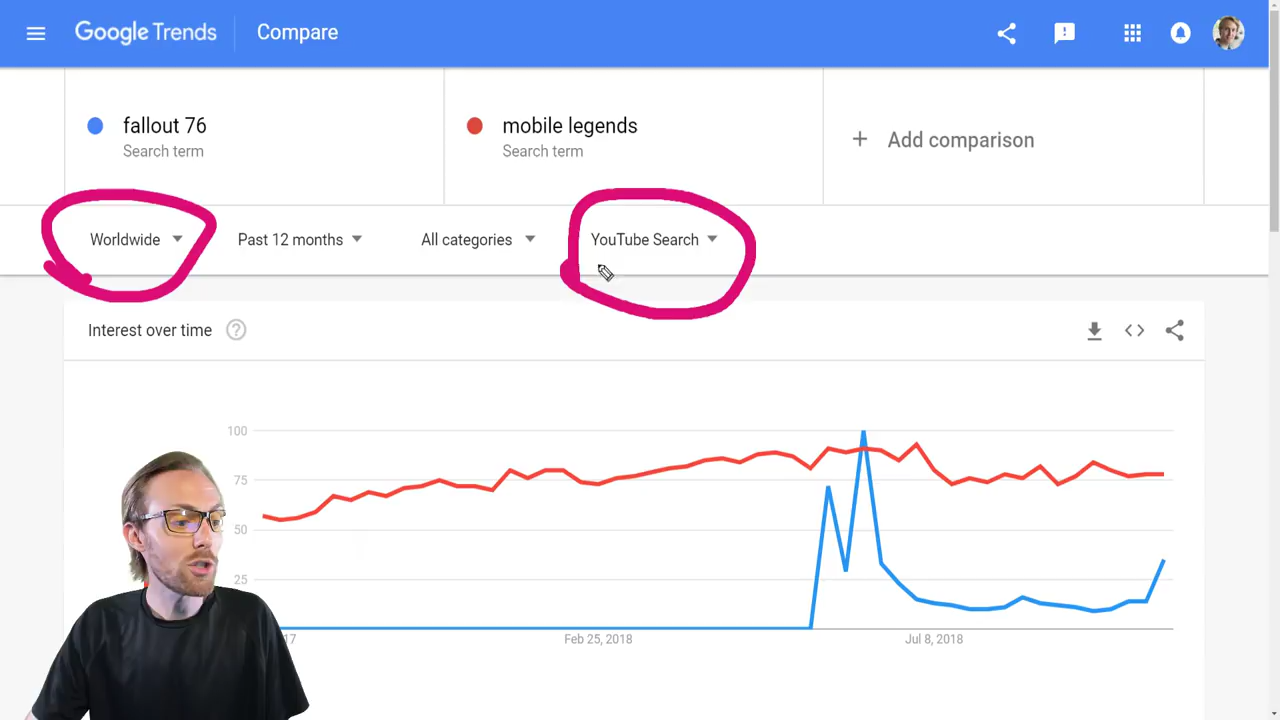 Google Trends Compare
fallout 76
Search term
mobile legends
Search term
+ Add comparison
Worldwide
Past 12 months
All categories
YouTube Search
Interest over time ?
100
75
50
25
17
Feb 25, 2018
Jul 8, 2018